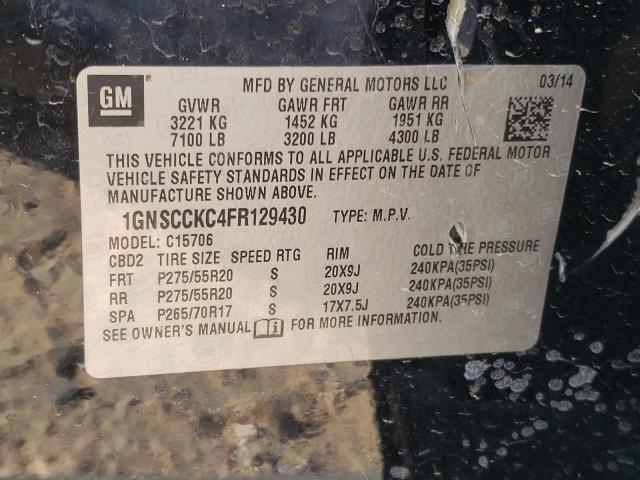 GM
MFD BY GENERAL MOTORS LLC 03/14
GVWR GAWR FRT GAWR RR
3221 KG 1452 KG 1951 KG
7100 LB 3200 LB 4300 LB
THIS VEHICLE CONFORMS TO ALL APPLICABLE U.S. FEDERAL MOTOR
VEHICLE SAFETY STANDARDS IN EFFECT ON THE DATE OF
MANUFACTURE SHOWN ABOVE.
1GNSCCKC4FR129430 TYPE: M.P.V.
MODEL: C15706
CBD2 TIRE SIZE SPEED RTG RIM COLD TIRE PRESSURE
FRT P275/55R20 S 20X9J 240KPA(35PSI)
RR P275/55R20 S 20X9J 240KPA(35PSI)
SPA P265/70R17 S 17X7.5J 240KPA(35PSI)
SEE OWNER'S MANUAL FOR MORE INFORMATION.